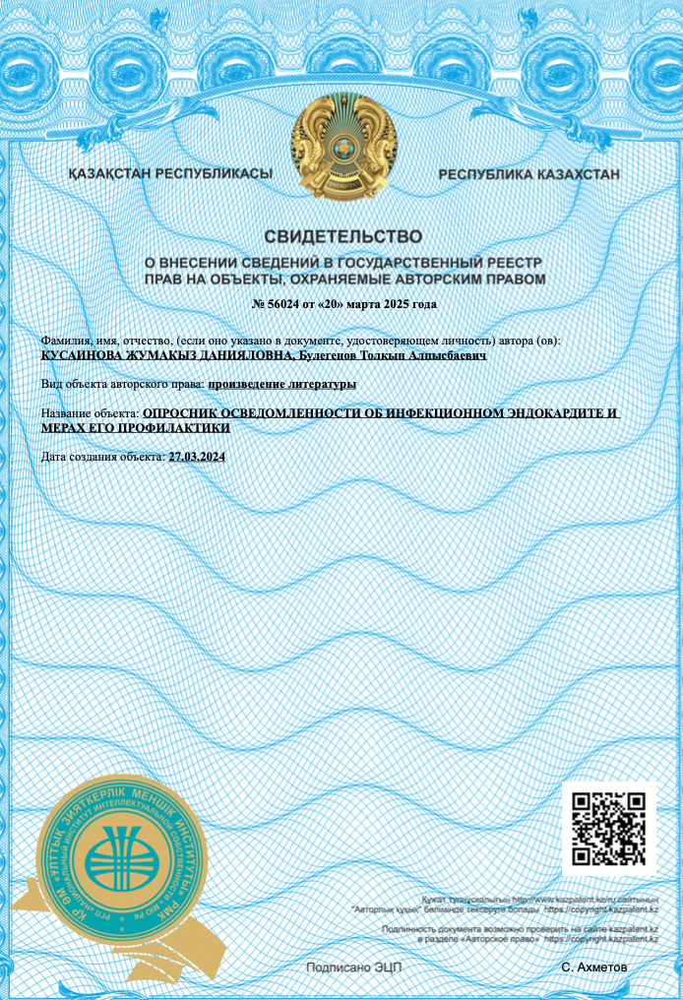 ҚАЗАҚСТАН РЕСПУБЛИКАСЫ
РЕСПУБЛИКА КАЗАХСТАН
СВИДЕТЕЛЬСТВО
О ВНЕСЕНИИ СВЕДЕНИЙ В ГОСУДАРСТВЕННЫЙ РЕЕСТР
ПРАВ НА ОБЪЕКТЫ, ОХРАНЯЕМЫЕ АВТОРСКИМ ПРАВОМ
№ 56024 от «20» марта 2025 года
Фамилия, имя, отчество, (если оно указано в документе, удостоверяющем личность) автора (ов):
КУСАИНОВА ЖУМАКЫЗ ДАНИЯЛОВНА, Булегенов Толкын Алпысбаевич
Вид объекта авторского права: произведение литературы
Название объекта: ОПРОСНИК ОСВЕДОМЛЕННОСТИ ОБ ИНФЕКЦИОННОМ ЭНДОКАРДИТЕ И
МЕРАХ ЕГО ПРОФИЛАКТИКИ
Дата создания объекта: 27.03.2024
ҚР ӘМ «ҰЛТТЫҚ ЗИЯТКЕРЛІК МЕНШІК ИНСТИТУТЫ» РМК
РГП «НАЦИОНАЛЬНЫЙ ИНСТИТУТ ИНТЕЛЛЕКТУАЛЬНОЙ СОБСТВЕННОСТИ» МЮ РК
Құжат түпнұсқалығын http://www.kazpatent.kz/ru сайтының
"Авторлық құқық" бөлімінде тексеруге болады https://copyright.kazpatent.kz
Подлинность документа возможно проверить на сайте kazpatent.kz
в разделе «Авторское право» https://copyright.kazpatent.kz
Подписано ЭЦП
С. Ахметов